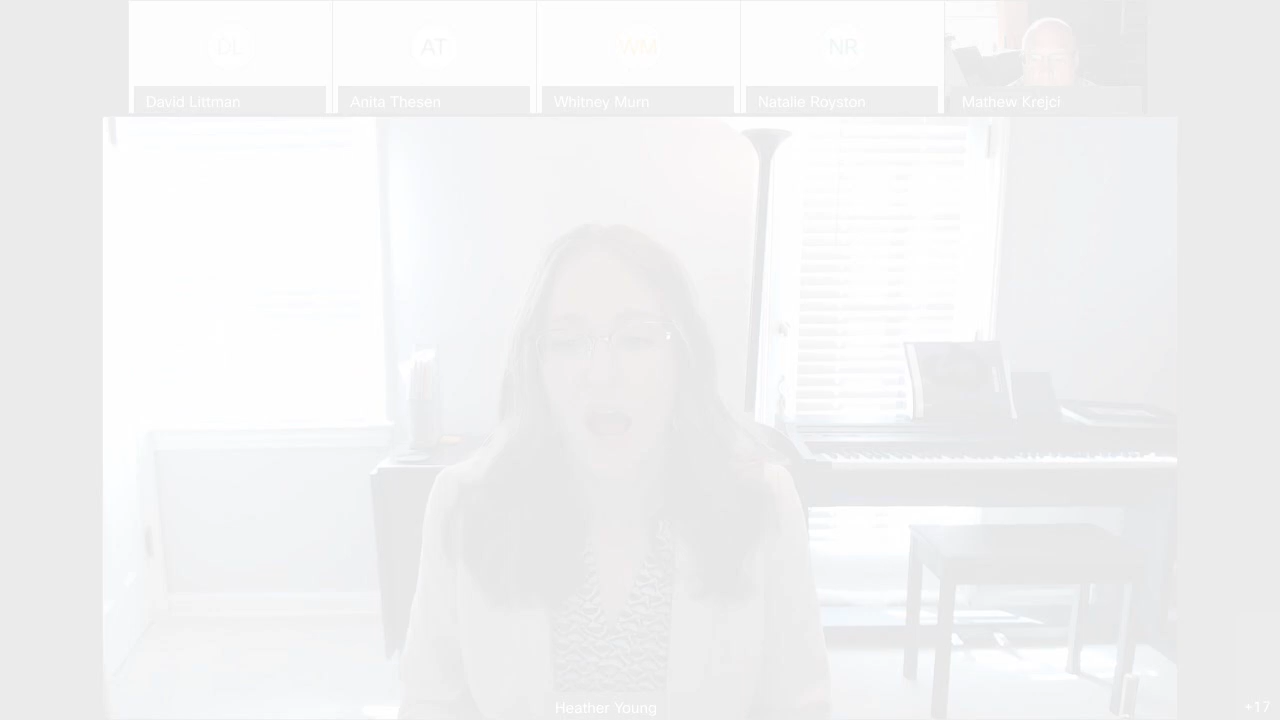 DL
AT
WM
NR
David Littman
Anita Thesen
Whitney Murn
Natalie Royston
Mathew Krejci
Heather Young
+17